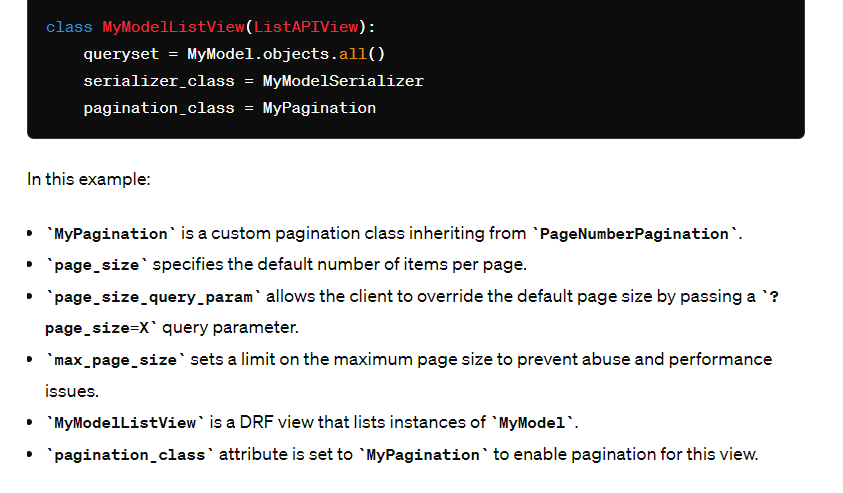 class MyModelListView(ListAPIView):
    queryset = MyModel.objects.all()
    serializer_class = MyModelSerializer
    pagination_class = MyPagination
In this example:
• `MyPagination` is a custom pagination class inheriting from `PageNumberPagination`.
• `page_size` specifies the default number of items per page.
• `page_size_query_param` allows the client to override the default page size by passing a `?
page_size=X` query parameter.
• `max_page_size` sets a limit on the maximum page size to prevent abuse and performance
issues.
• `MyModelListView` is a DRF view that lists instances of `MyModel`.
• `pagination_class` attribute is set to `MyPagination` to enable pagination for this view.